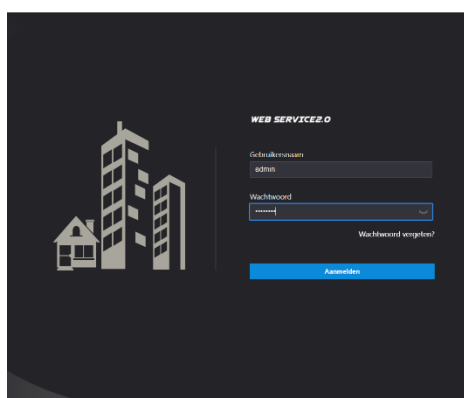 WEB SERVICE2.0
Gebruikersnaam
admin
Wachtwoord
••••••••
Wachtwoord vergeten?
Aanmelden